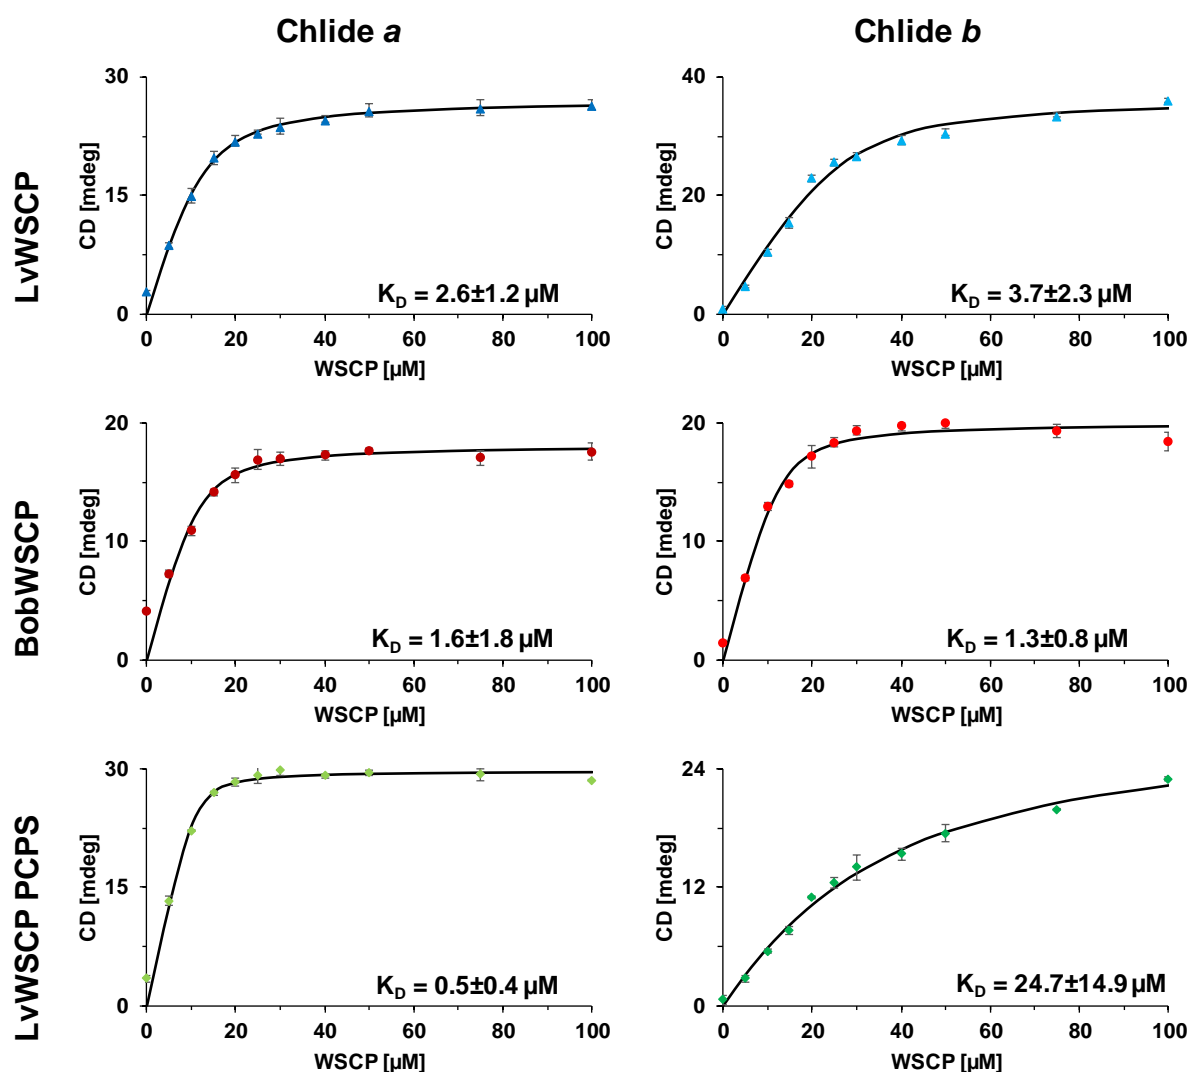 Chlide a
Chlide b
LvWSCP
CD [mdeg]
30
15
0
K_D = 2.6±1.2 µM
0 20 40 60 80 100
WSCP [µM]
CD [mdeg]
40
20
0
K_D = 3.7±2.3 µM
0 20 40 60 80 100
WSCP [µM]
BobWSCP
CD [mdeg]
20
10
0
K_D = 1.6±1.8 µM
0 20 40 60 80 100
WSCP [µM]
CD [mdeg]
20
10
0
K_D = 1.3±0.8 µM
0 20 40 60 80 100
WSCP [µM]
LvWSCP PCPS
CD [mdeg]
30
15
0
K_D = 0.5±0.4 µM
0 20 40 60 80 100
WSCP [µM]
CD [mdeg]
24
12
0
K_D = 24.7±14.9 µM
0 20 40 60 80 100
WSCP [µM]